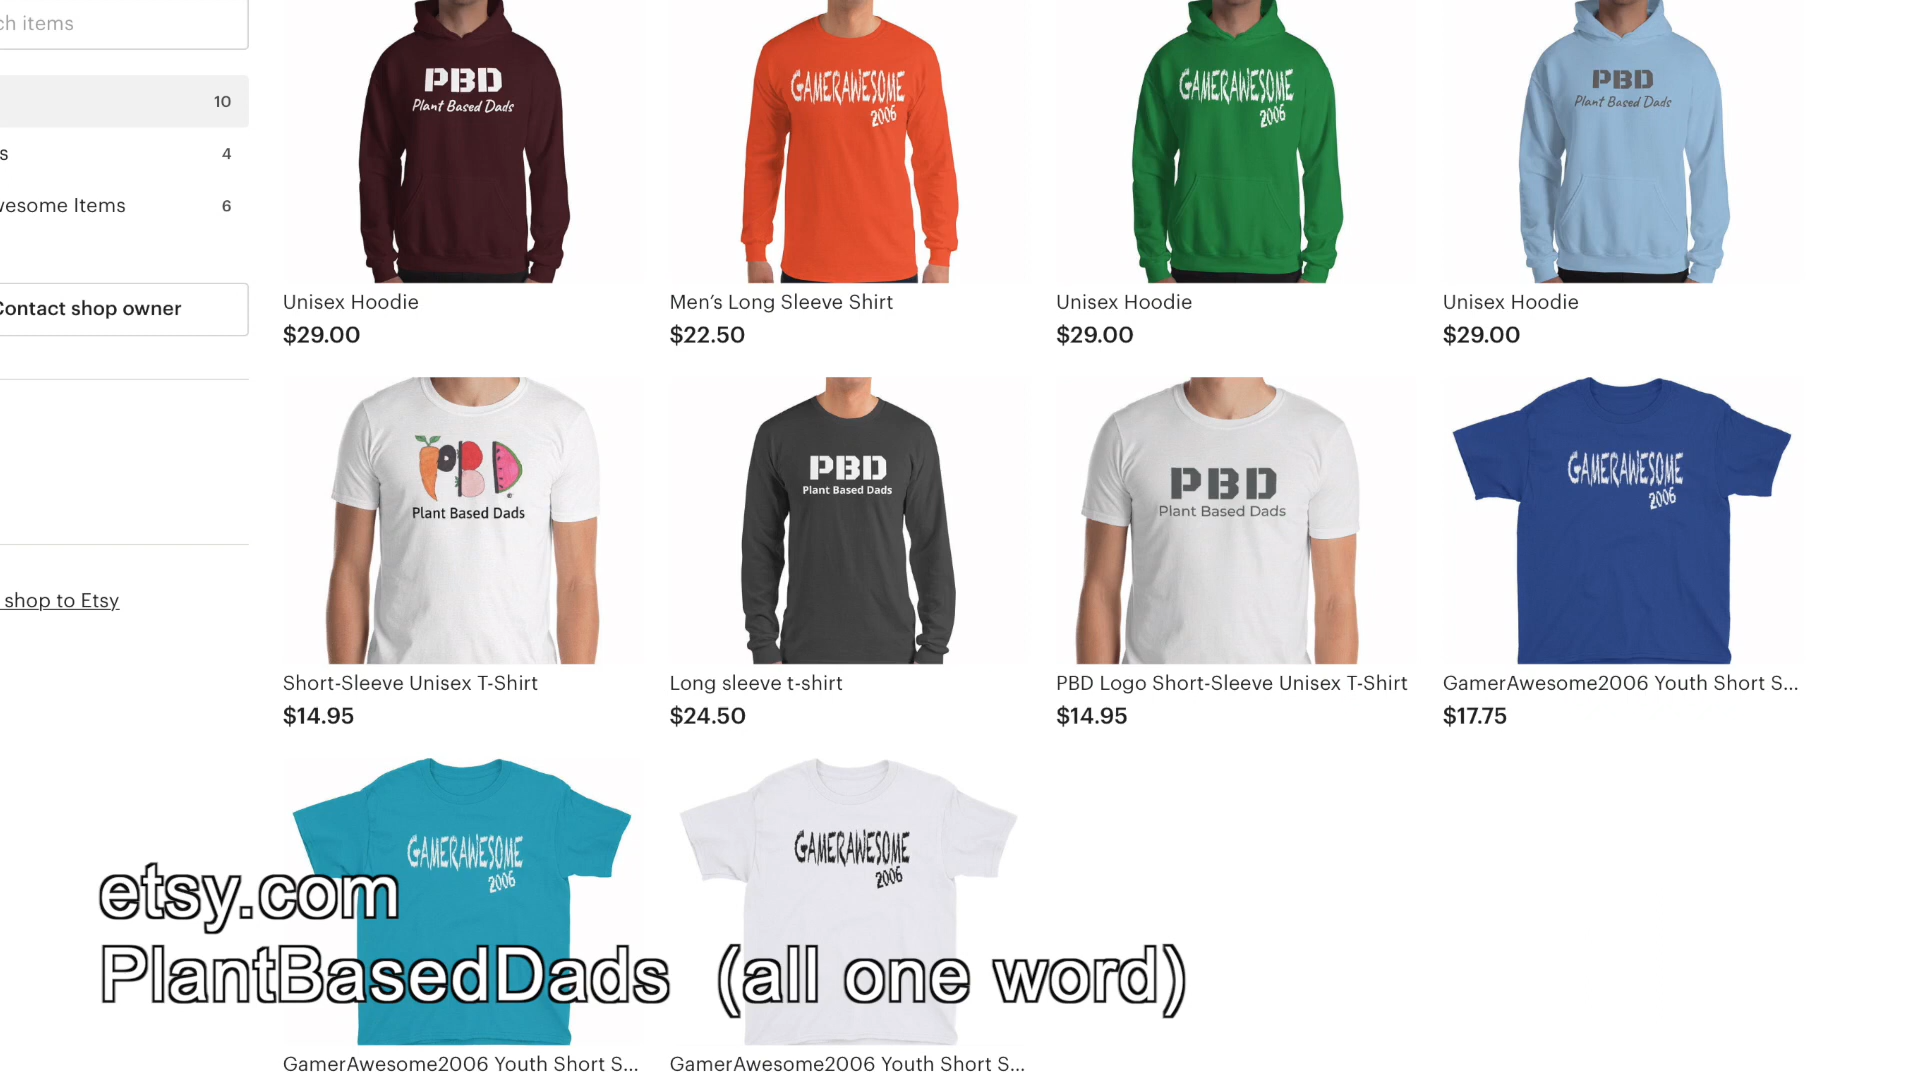 ch items
10
s
4
wesome Items
6
Contact shop owner
shop to Etsy
PBD
Plant Based Dads
GAMERAWESOME
2006
GAMERAWESOME
2006
PBD
Plant Based Dads
Unisex Hoodie
$29.00
Men's Long Sleeve Shirt
$22.50
Unisex Hoodie
$29.00
Unisex Hoodie
$29.00
PBD
Plant Based Dads
PBD
Plant Based Dads
PBD
Plant Based Dads
GAMERAWESOME
2006
Short-Sleeve Unisex T-Shirt
$14.95
Long sleeve t-shirt
$24.50
PBD Logo Short-Sleeve Unisex T-Shirt
$14.95
GamerAwesome2006 Youth Short S...
$17.75
GAMERAWESOME
2006
GAMERAWESOME
2006
etsy.com
PlantBasedDads (all one word)
GamerAwesome2006 Youth Short S...
GamerAwesome2006 Youth Short S...